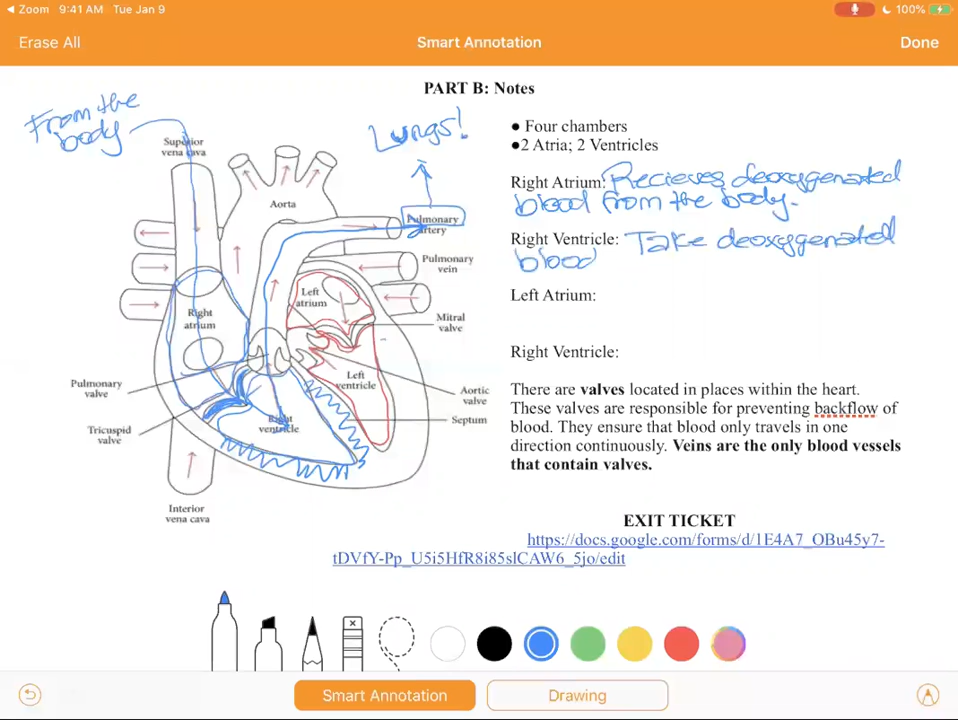 Zoom 9:41 AM Tue Jan 9
100%
Erase All
Smart Annotation
Done
PART B: Notes
From the
body
Lungs!
Superior
vena cava
Aorta
Pulmonary
artery
Pulmonary
vein
Left
atrium
Right
atrium
Mitral
valve
Left
ventricle
Pulmonary
valve
Aortic
valve
Right
ventricle
Septum
Tricuspid
valve
Interior
vena cava
● Four chambers
●2 Atria; 2 Ventricles
Right Atrium: Recieves deoxygenated
blood from the body.
Right Ventricle: Take deoxygenated
blood
Left Atrium:
Right Ventricle:
There are valves located in places within the heart.
These valves are responsible for preventing backflow of
blood. They ensure that blood only travels in one
direction continuously. Veins are the only blood vessels
that contain valves.
EXIT TICKET
https://docs.google.com/forms/d/1E4A7_OBu45y7-
tDVfY-Pp_U5i5HfR8i85slCAW6_5jo/edit
Smart Annotation
Drawing